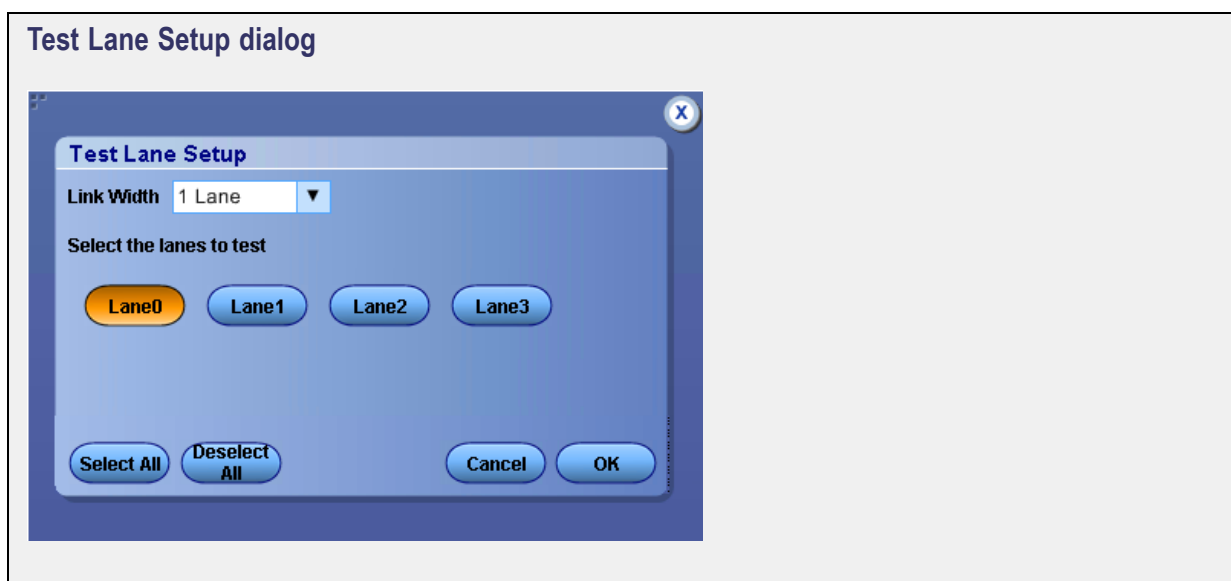 Test Lane Setup dialog
X
Test Lane Setup
Link Width 1 Lane
Select the lanes to test
Lane0 Lane1 Lane2 Lane3
Select All Deselect All Cancel OK